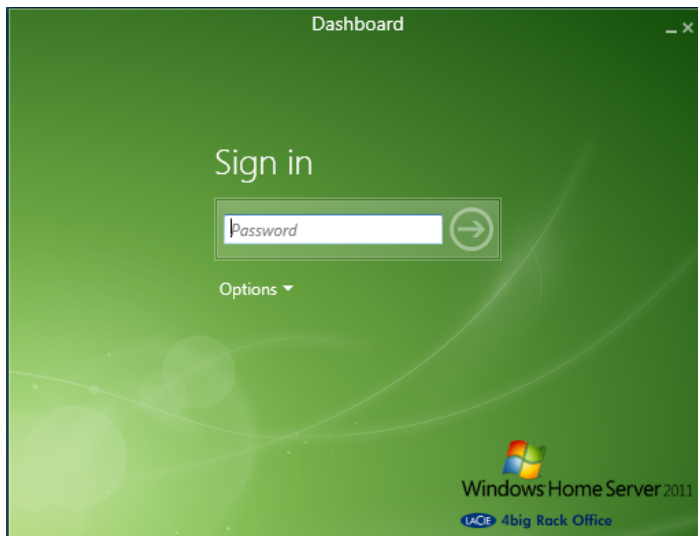 Dashboard
Sign in
Password
Options
Windows Home Server 2011
LACIE 4big Rack Office